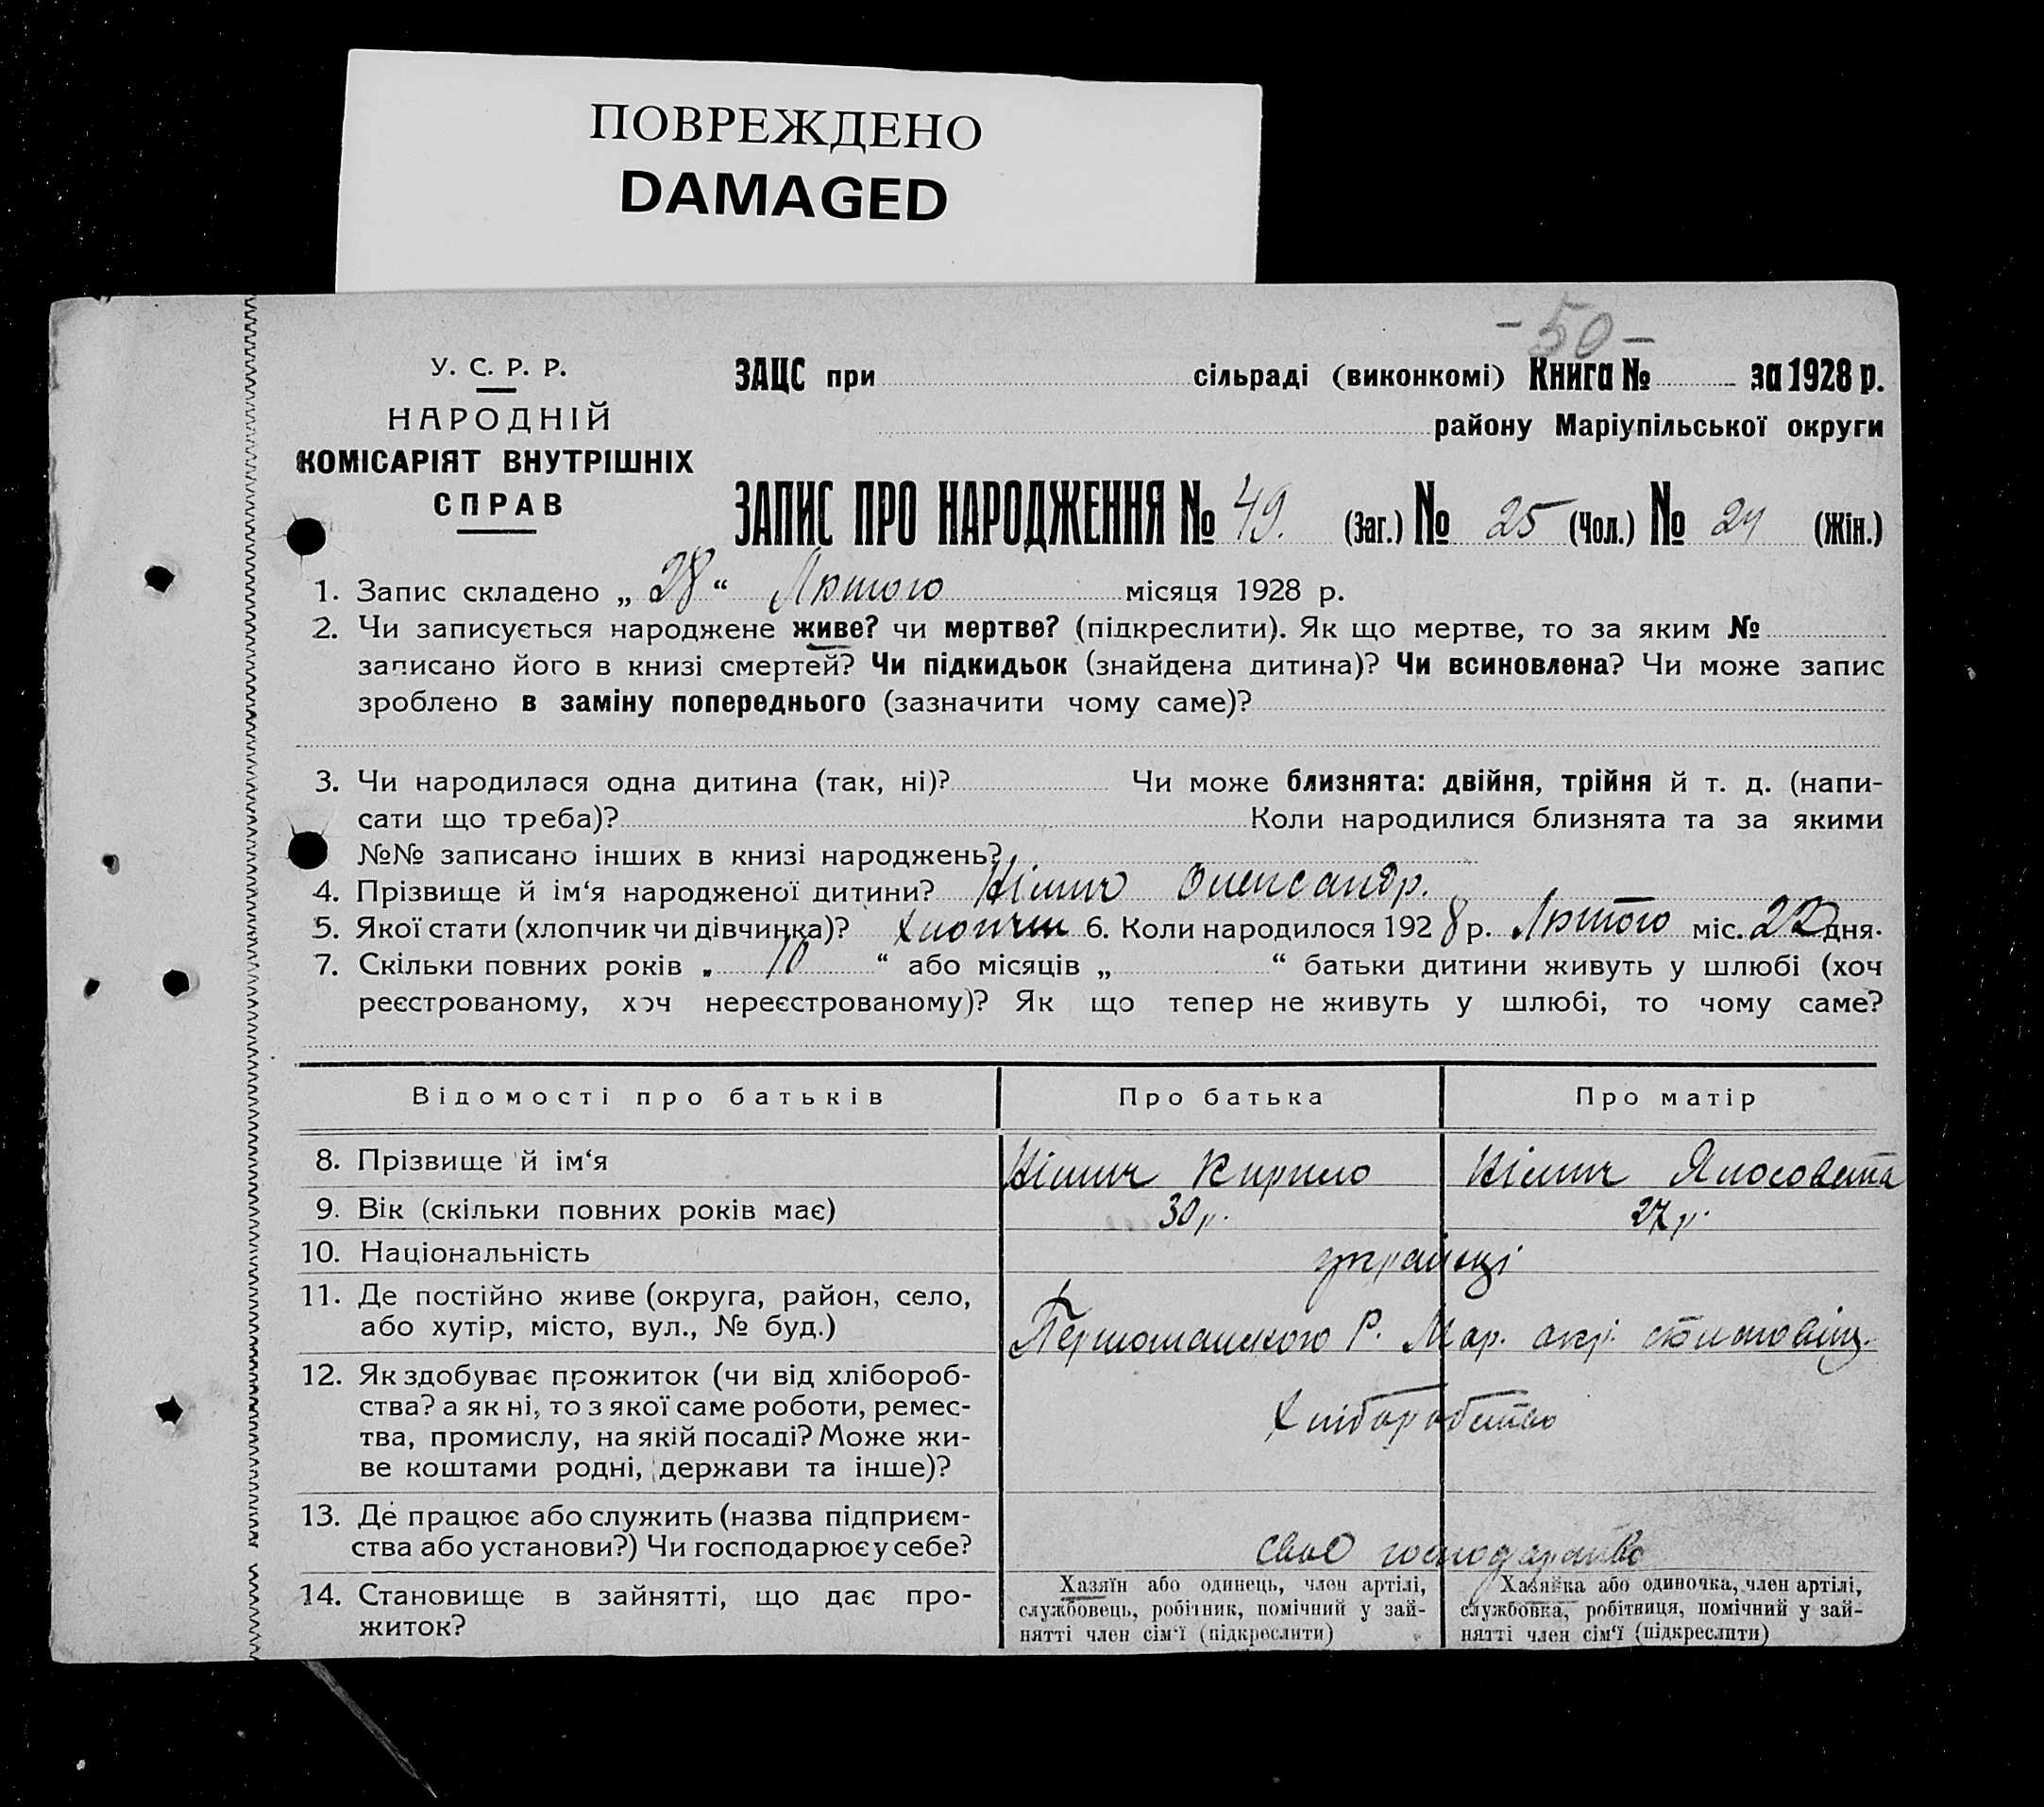 ПОВРЕЖДЕНО
DAMAGED
- 50 -
У. С. Р. Р.
НАРОДНІЙ
КОМІСАРІЯТ ВНУТРІШНІХ
СПРАВ
ЗАЦС при сільраді (виконкомі) Книга № за 1928 р.
району Маріупільської округи
ЗАПИС ПРО НАРОДЖЕННЯ № 49. (Заг.) № 25 (Чол.) № 24 (Жін.)
1. Запис складено „ 28 “ Лютого місяця 1928 р.
2. Чи записується народжене живе? чи мертве? (підкреслити). Як що мертве, то за яким №
записано його в книзі смертей? Чи підкидьок (знайдена дитина)? Чи всиновлена? Чи може запис
зроблено в заміну попереднього (зазначити чому саме)?
3. Чи народилася одна дитина (так, ні)? Чи може близнята: двійня, трійня й т. д. (напи-
сати що треба)? Коли народилися близнята та за якими
№№ записано інших в книзі народжень?
4. Прізвище й ім‘я народженої дитини? Олександр.
5. Якої стати (хлопчик чи дівчинка)? Хлопчик 6. Коли народилося 1928 р. Лютого міс. 22 дня.
7. Скільки повних років „ 10 “ або місяців „ “ батьки дитини живуть у шлюбі (хоч
реєстрованому, хоч нереєстрованому)? Як що тепер не живуть у шлюбі, то чому саме?
Відомості про батьків Про батька Про матір
8. Прізвище й ім‘я Кирило
9. Вік (скільки повних років має) 30 р. 27 р.
10. Національність українці
11. Де постійно живе (округа, район, село,
або хутір, місто, вул., № буд.) Р. Мар. окр.
12. Як здобуває прожиток (чи від хлібороб-
ства? а як ні, то з якої саме роботи, ремес-
тва, промислу, на якій посаді? Може жи-
ве коштами родні, держави та інше)?
Хліборобство
13. Де працює або служить (назва підприєм-
ства або установи?) Чи господарює у себе?
своє господарство
14. Становище в зайнятті, що дає про-
житок?
Хазяїн або одинець, член артілі,
службовець, робітник, помічний у зай-
нятті член сім‘ї (підкреслити)
Хазяйка або одиночка, член артілі,
службовка, робітниця, помічний у зай-
нятті член сім‘ї (підкреслити)